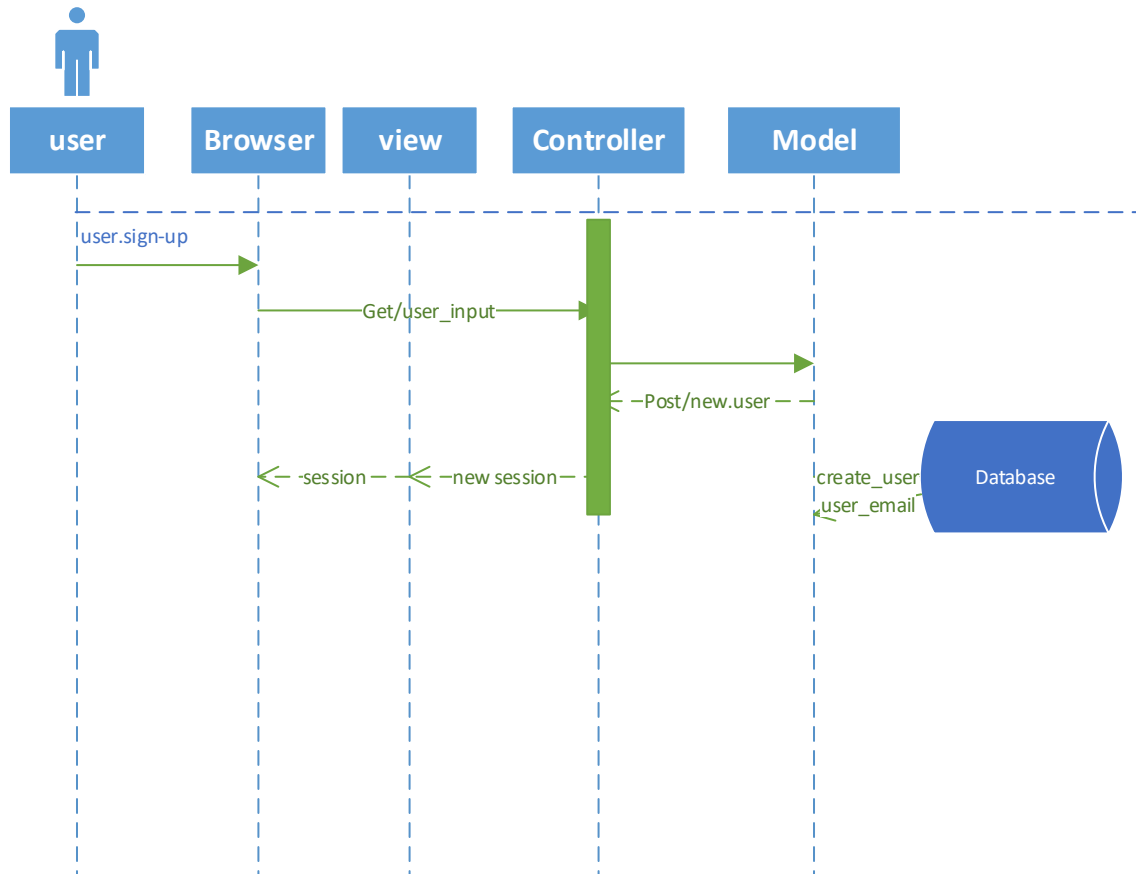 user
Browser
view
Controller
Model
user.sign-up
Get/user_input
Post/new.user
session
new session
create_user
user_email
Database